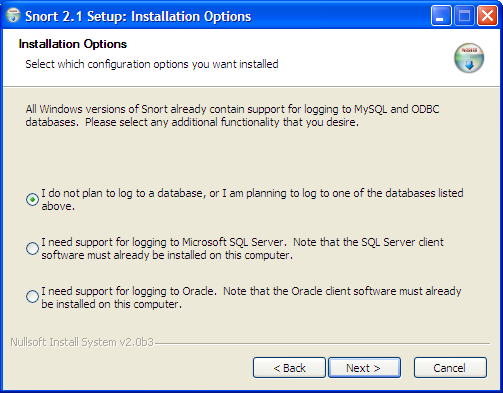 Snort 2.1 Setup: Installation Options
Installation Options
Select which configuration options you want installed
All Windows versions of Snort already contain support for logging to MySQL and ODBC
databases.  Please select any additional functionality that you desire.
I do not plan to log to a database, or I am planning to log to one of the databases listed
above.
I need support for logging to Microsoft SQL Server.  Note that the SQL Server client
software must already be installed on this computer.
I need support for logging to Oracle.  Note that the Oracle client software must already
be installed on this computer.
Nullsoft Install System v2.0b3
< Back
Next >
Cancel